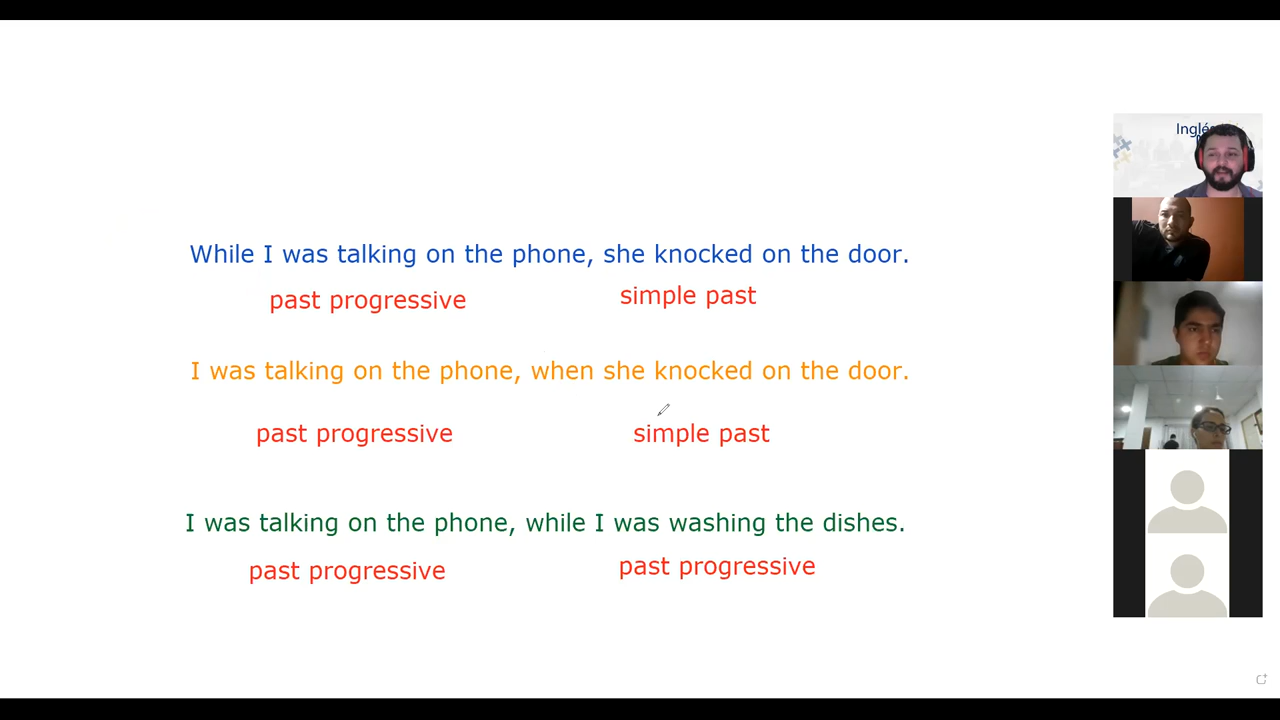 Inglés
While I was talking on the phone, she knocked on the door.
past progressive simple past
I was talking on the phone, when she knocked on the door.
past progressive simple past
I was talking on the phone, while I was washing the dishes.
past progressive past progressive